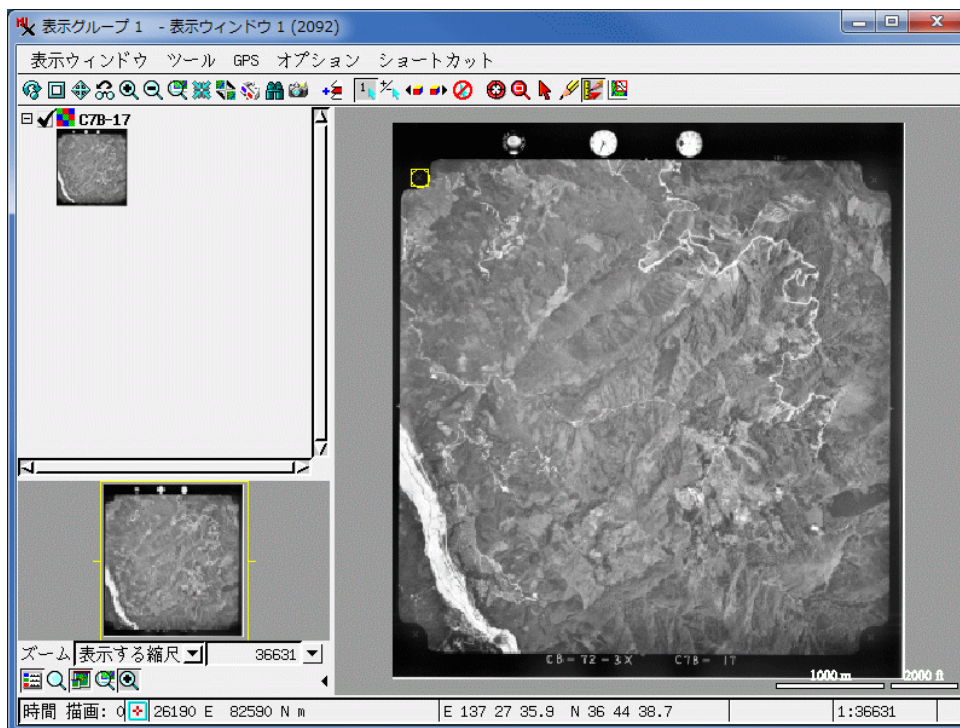 表示グループ 1 - 表示ウィンドウ 1 (2092)
表示ウィンドウ ツール GPS オプション ショートカット
C7B-17
CB-72-3X C7B-17
1000 m 2000 ft
ズーム 表示する縮尺 36631
時間 描画: 0 26190 E 82590 N m E 137 27 35.9 N 36 44 38.7 1:36631